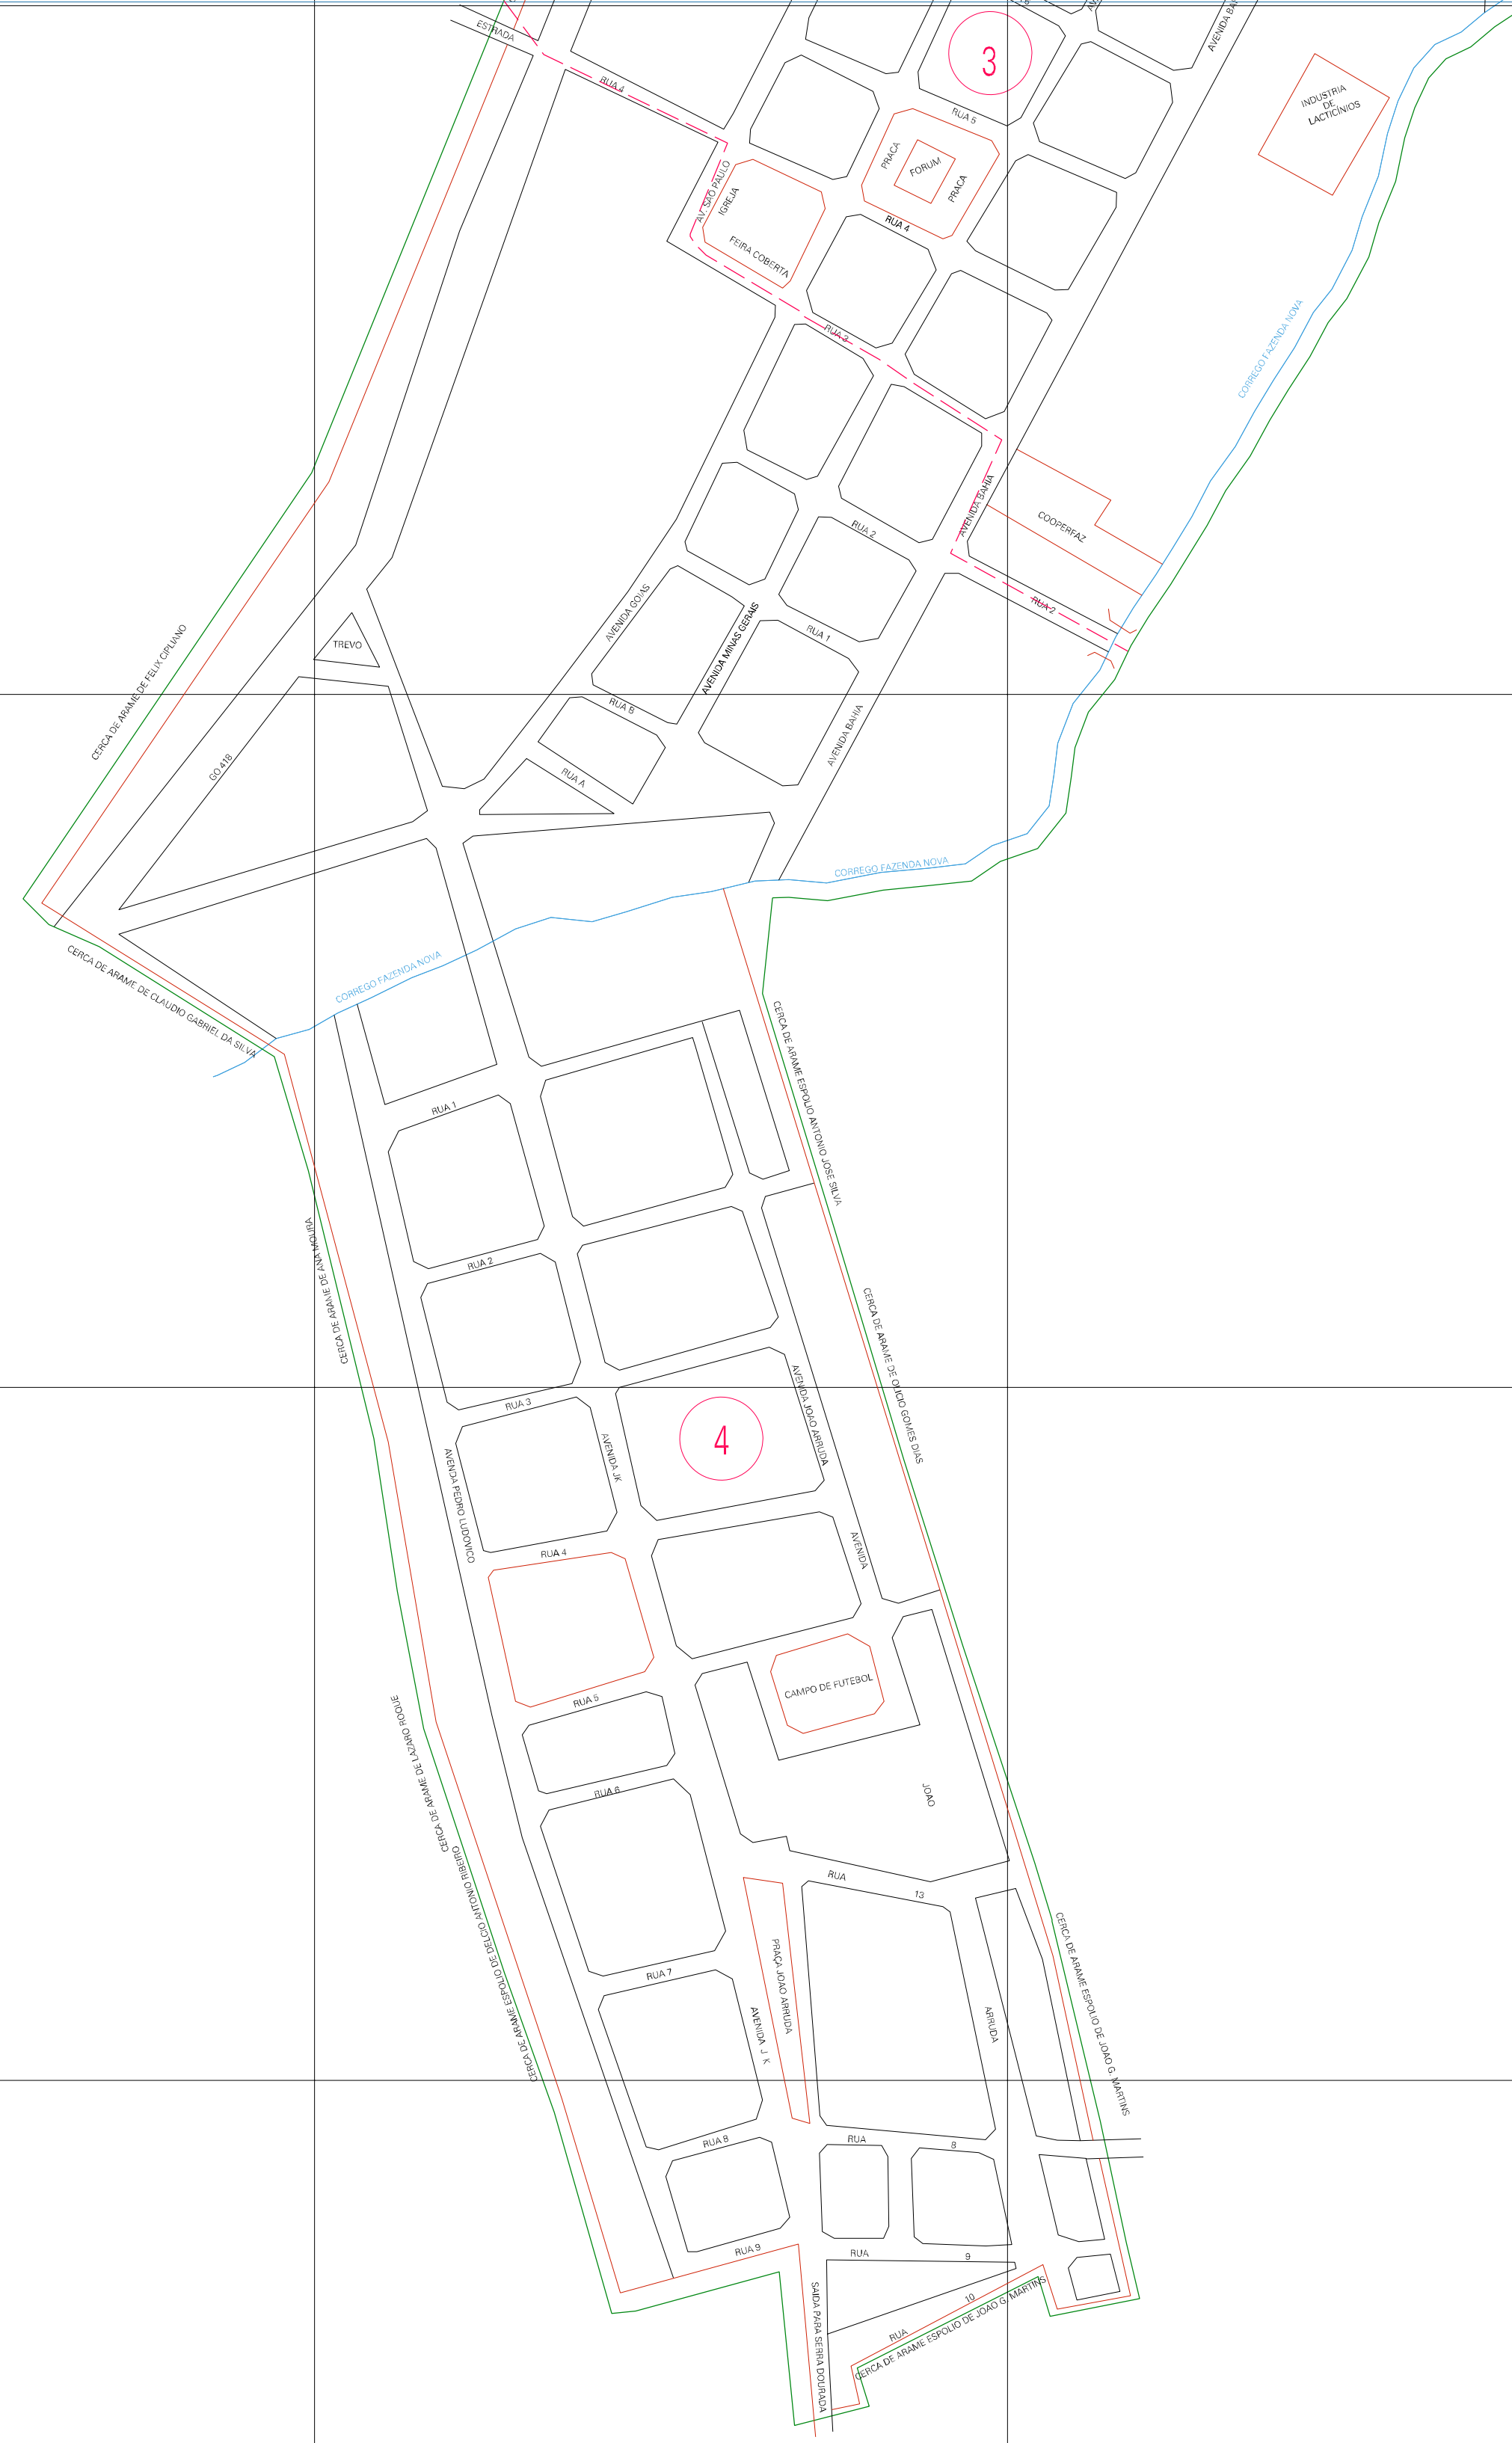 ESTRADA
RUA 4
3
AVENIDA BA
RUA 5
INDUSTRIA
DE
LACTICÍNIOS
PRACA
FORUM
PRACA
AV. SAO PAULO
IGREJA
FEIRA COBERTA
RUA 4
RUA 3
CORREGO FAZENDA NOVA
AVENIDA BAHIA
COOPERFAZ
RUA 2
RUA 2
AVENIDA GOIAS
AVENIDA MINAS GERAIS
RUA 1
CERCA DE ARAME DE FELIX CIPLIANO
TREVO
RUA B
AVENIDA BAHIA
GO 418
RUA A
CORREGO FAZENDA NOVA
CERCA DE ARAME DE CLAUDIO GABRIEL DA SILVA
CORREGO FAZENDA NOVA
CERCA DE ARAME ESPOLIO ANTONIO JOSE SILVA
RUA 1
CERCA DE ARAME DE ANA MOURA
RUA 2
CERCA DE ARAME DE OLICIO GOMES DIAS
RUA 3
AVENIDA JOAO ARRUDA
4
AVENIDA JK
AVENDA PEDRO LUDOVICO
RUA 4
AVENIDA
CAMPO DE FUTEBOL
RUA 5
CERCA DE ARAME DE LAZARO ROQUE
RUA 6
JOAO
CERCA DE ARAME ESPOLIO DE DELCIO ANTONIO RIBEIRO
RUA
13
CERCA DE ARAME ESPOLIO DE JOAO G. MARTINS
PRAÇA JOAO ARRUDA
RUA 7
AVENIDA J K
ARRUDA
RUA 8
RUA
8
RUA 9
RUA
9
SAIDA PARA SERRA DOURADA
10
RUA
CERCA DE ARAME ESPOLIO DE JOAO G. MARTINS